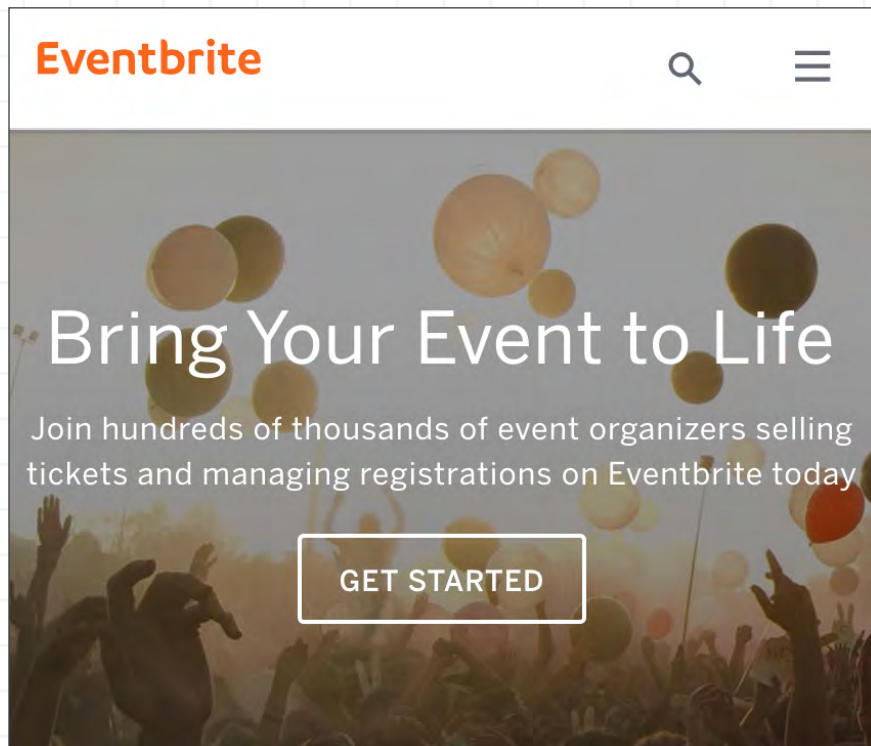 Eventbrite
Bring Your Event to Life
Join hundreds of thousands of event organizers selling
tickets and managing registrations on Eventbrite today
GET STARTED